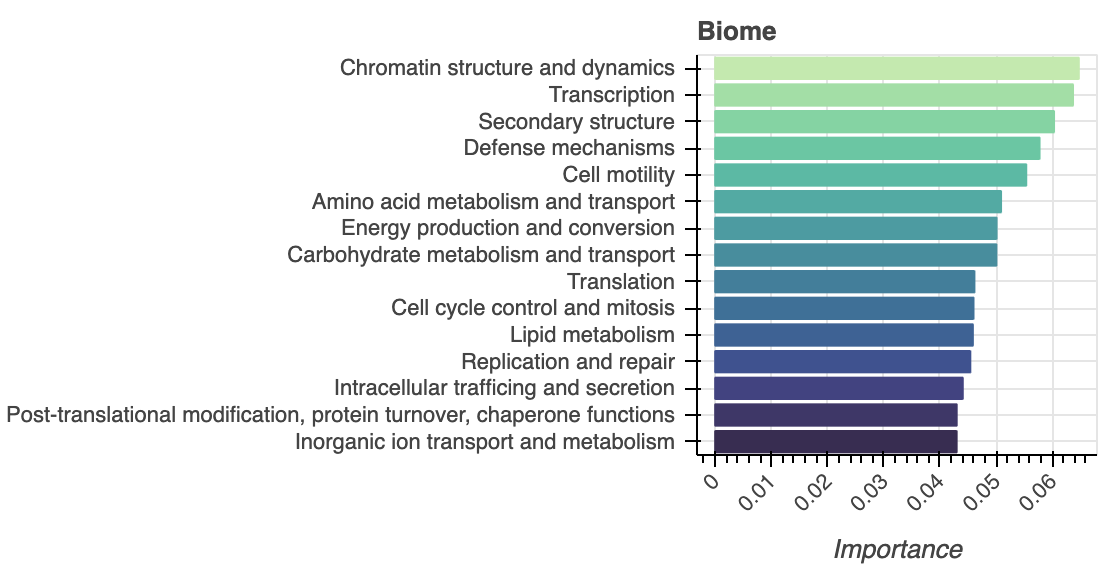 Biome
Chromatin structure and dynamics
Transcription
Secondary structure
Defense mechanisms
Cell motility
Amino acid metabolism and transport
Energy production and conversion
Carbohydrate metabolism and transport
Translation
Cell cycle control and mitosis
Lipid metabolism
Replication and repair
Intracellular trafficing and secretion
Post-translational modification, protein turnover, chaperone functions
Inorganic ion transport and metabolism
0 0.01 0.02 0.03 0.04 0.05 0.06
Importance